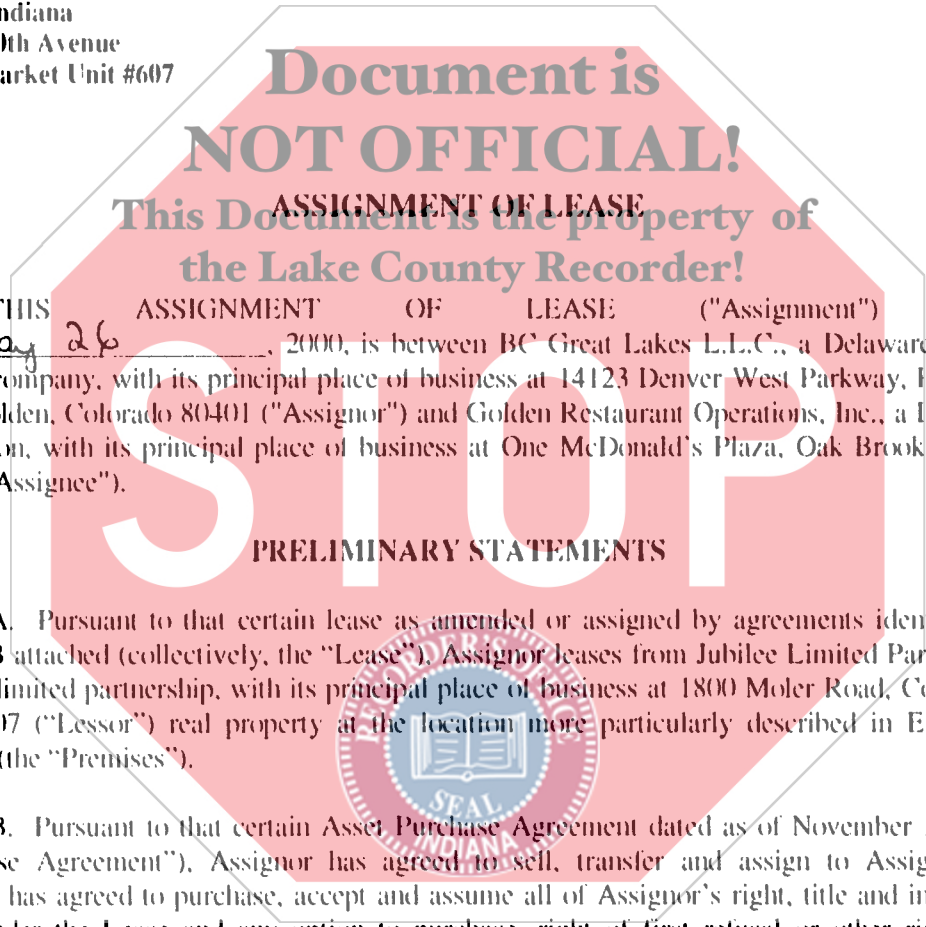 ndiana
0th Avenue
arket Unit #607
Document is
NOT OFFICIAL!
ASSIGNMENT OF LEASE
This Document is the property of
the Lake County Recorder!
THIS ASSIGNMENT OF LEASE ("Assignment")
ay 26, 2000, is between BC Great Lakes L.L.C., a Delaware
company, with its principal place of business at 14123 Denver West Parkway, P
lden, Colorado 80401 ("Assignor") and Golden Restaurant Operations, Inc., a D
on, with its principal place of business at One McDonald's Plaza, Oak Brook
Assignee").
PRELIMINARY STATEMENTS
STOP
A. Pursuant to that certain lease as amended or assigned by agreements iden
B attached (collectively, the "Lease"), Assignor leases from Jubilee Limited Par
limited partnership, with its principal place of business at 1800 Moler Road, Co
07 ("Lessor") real property at the location more particularly described in E
(the "Premises").
RECORDER'S OFFICE
SEAL
INDIANA
B. Pursuant to that certain Asset Purchase Agreement dated as of November
se Agreement"), Assignor has agreed to sell, transfer and assign to Assig
has agreed to purchase, accept and assume all of Assignor's right, title and in